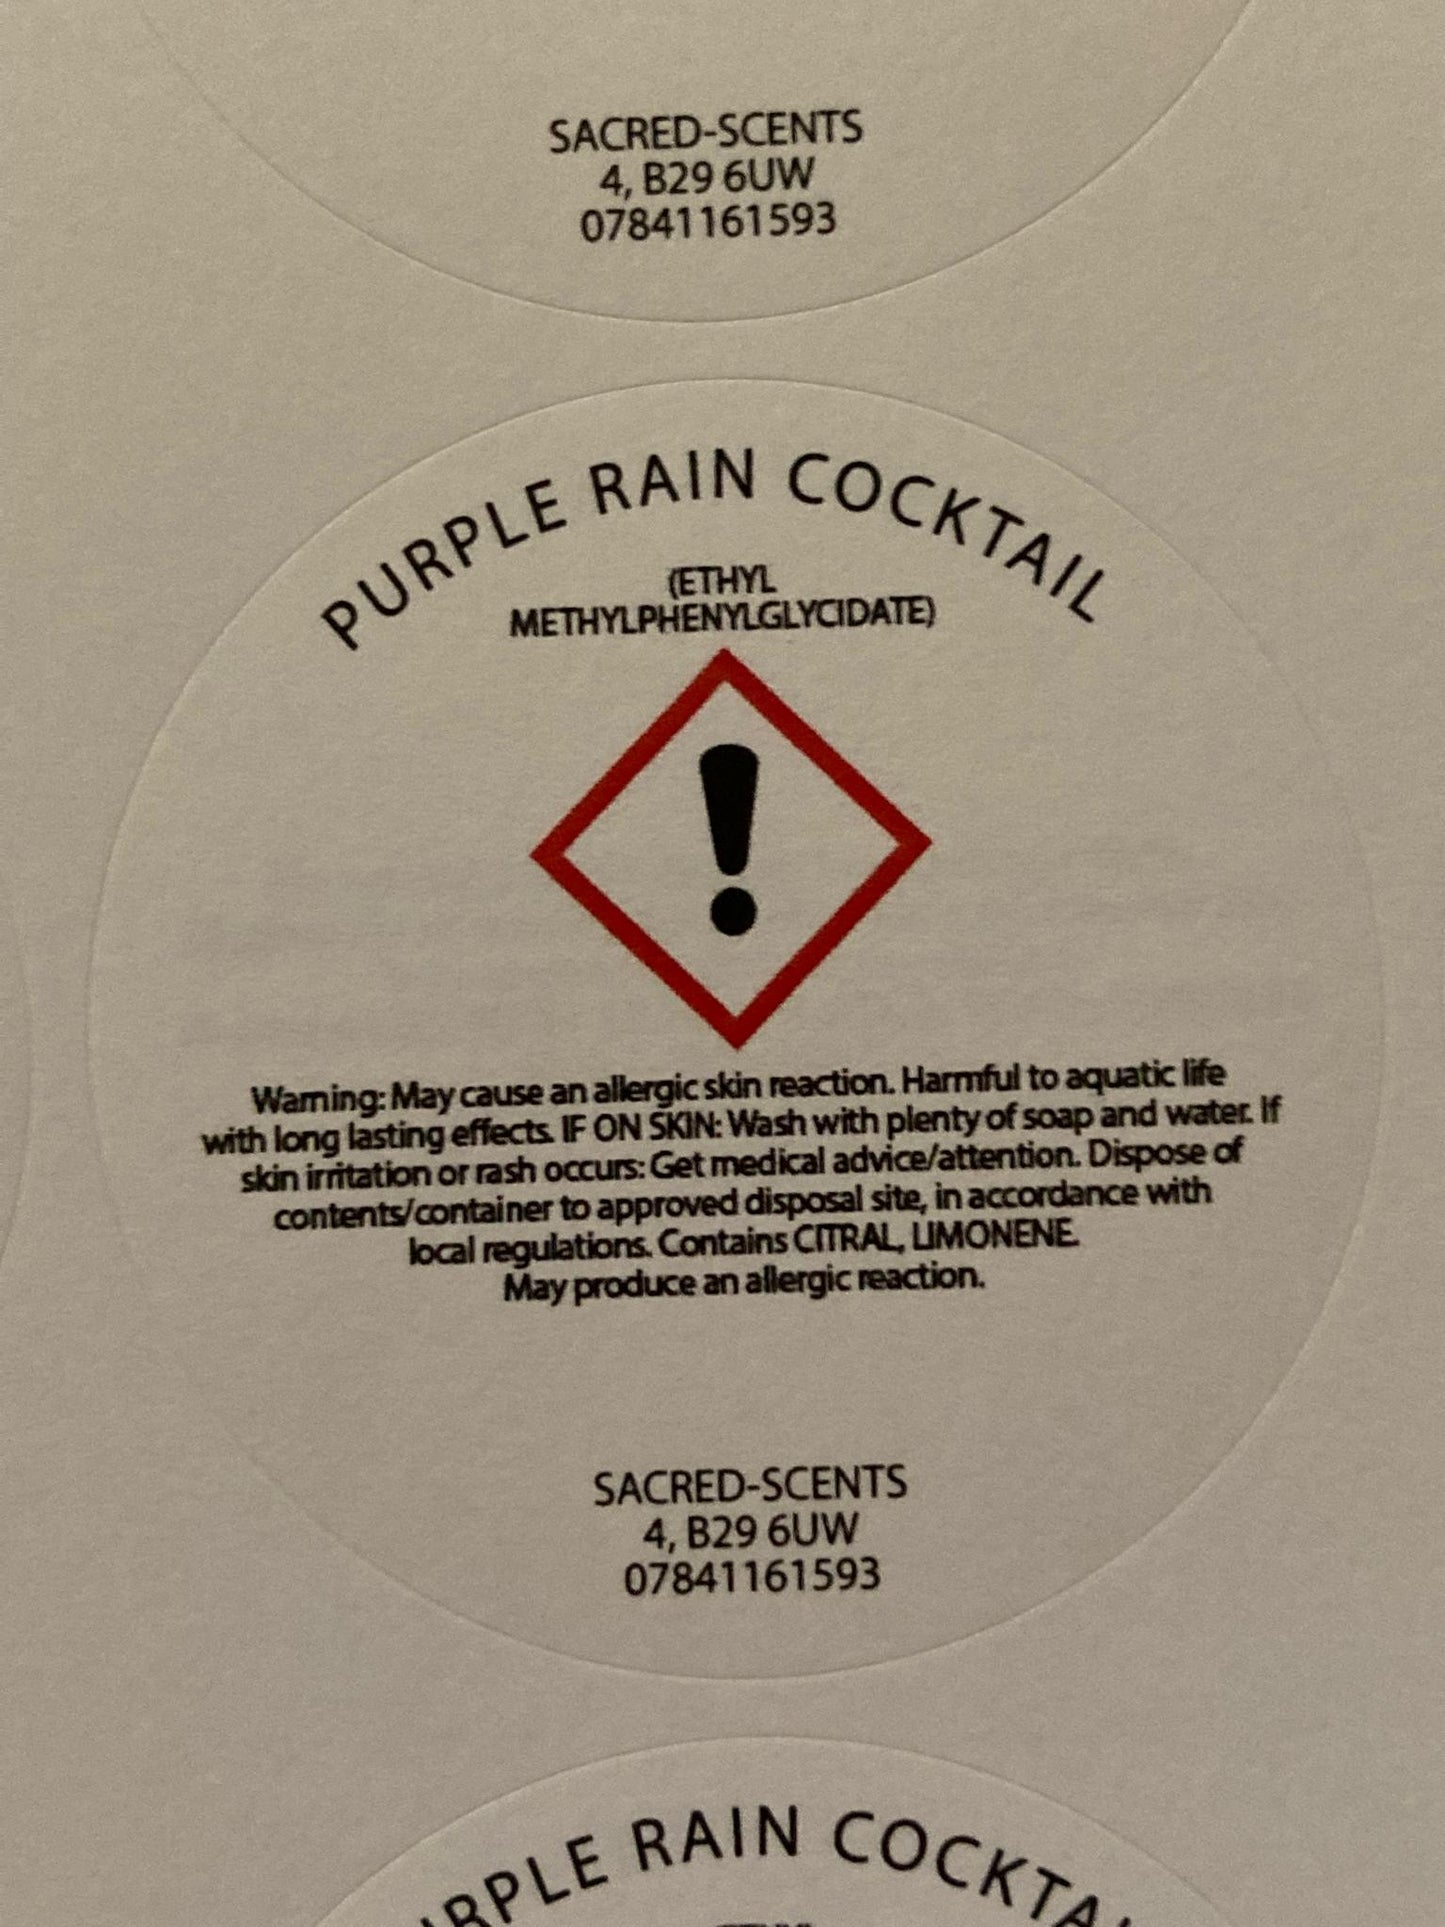 SACRED-SCENTS
4, B29 6UW
07841161593
PURPLE RAIN COCKTAIL
(ETHYL
METHYLPHENYLGLYCIDATE)
Warning: May cause an allergic skin reaction. Harmful to aquatic life
with long lasting effects. IF ON SKIN: Wash with plenty of soap and water. If
skin irritation or rash occurs: Get medical advice/attention. Dispose of
contents/container to approved disposal site, in accordance with
local regulations. Contains CITRAL, LIMONENE.
May produce an allergic reaction.
SACRED-SCENTS
4, B29 6UW
07841161593
RPLE RAIN COCKTA